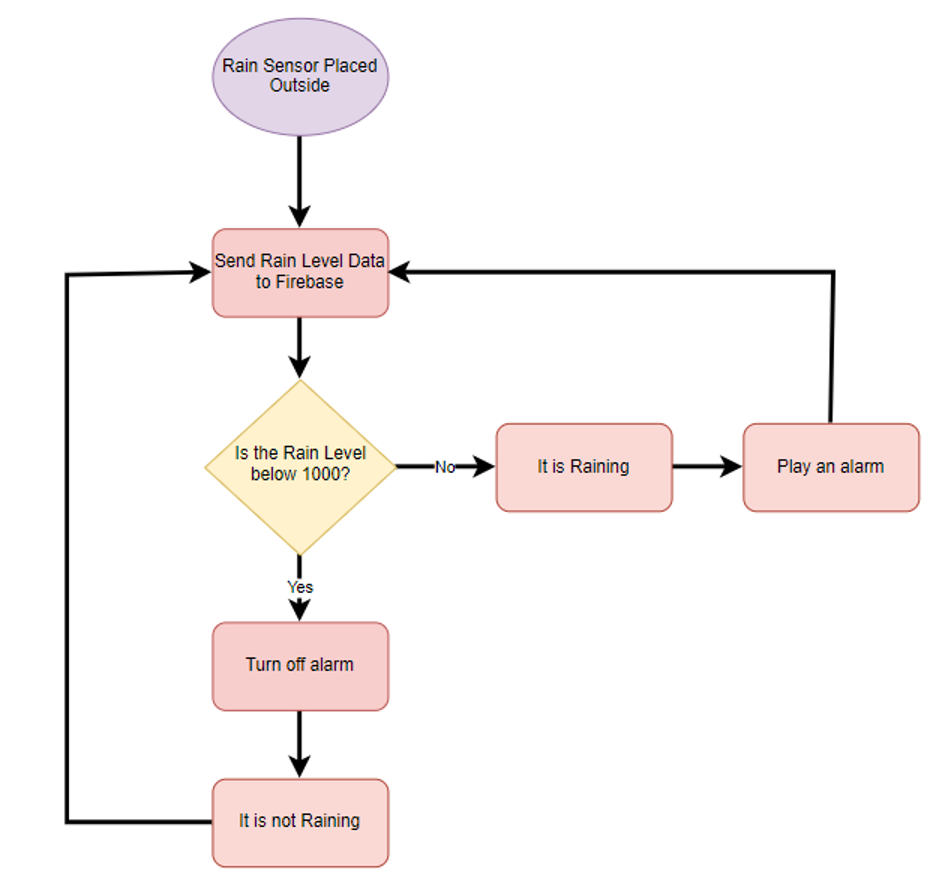 Rain Sensor Placed
Outside
Send Rain Level Data
to Firebase
Is the Rain Level
below 1000?
No
It is Raining
Play an alarm
Yes
Turn off alarm
It is not Raining